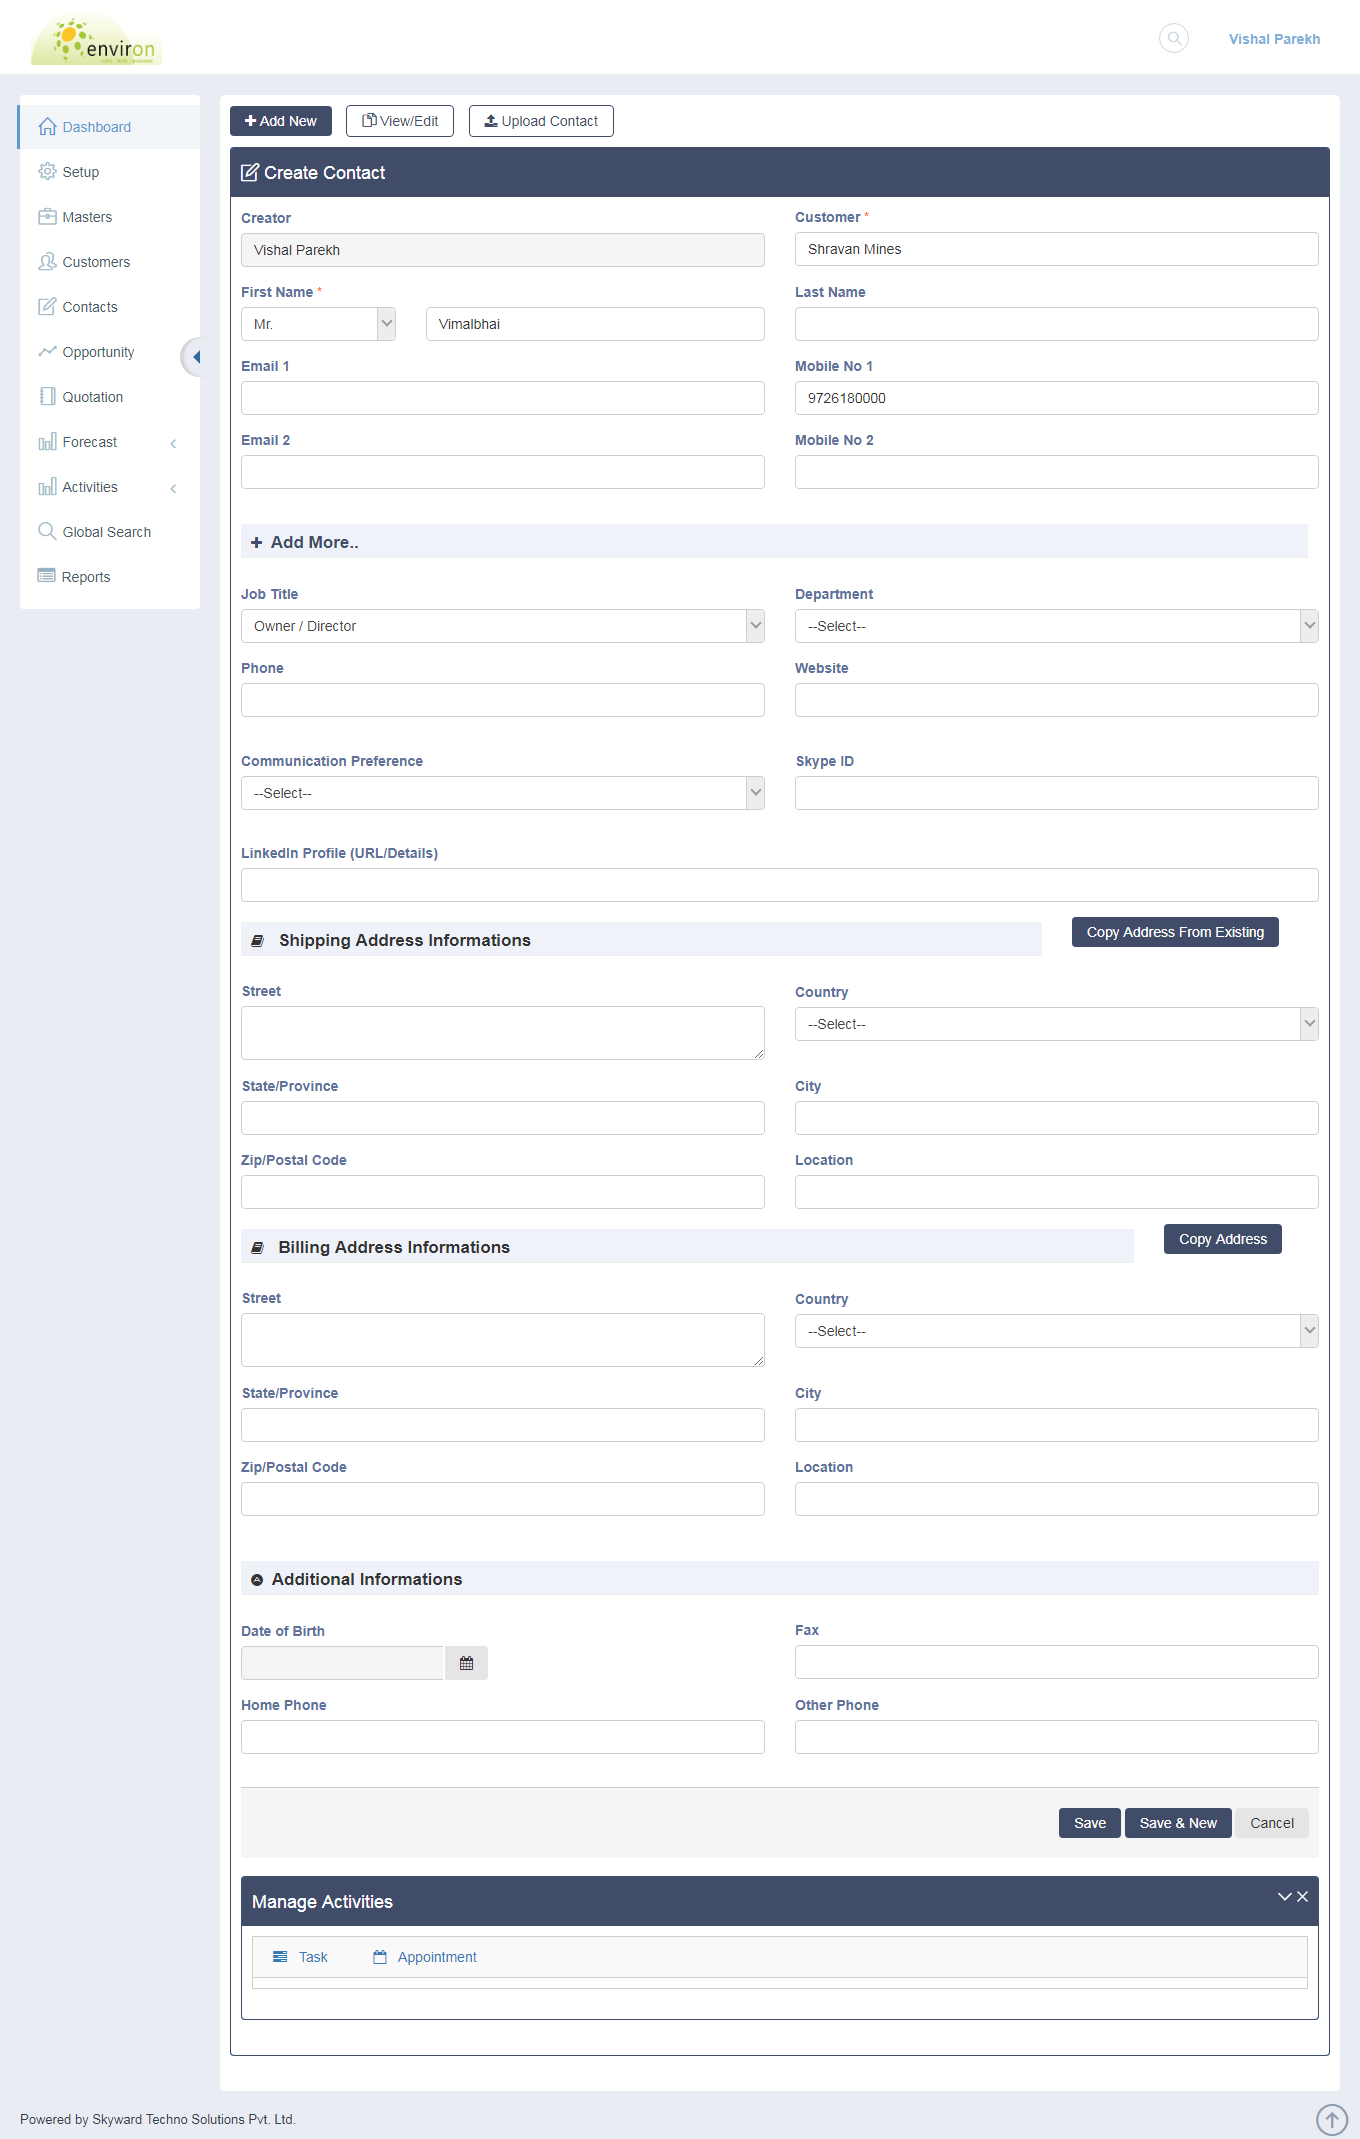 environ
Vishal Parekh
Dashboard
Setup
Masters
Customers
Contacts
Opportunity
Quotation
Forecast
Activities
Global Search
Reports
Add New
View/Edit
Upload Contact
Create Contact
Creator
Customer *
Vishal Parekh
Shravan Mines
First Name *
Last Name
Mr.
Vimalbhai
Email 1
Mobile No 1
9726180000
Email 2
Mobile No 2
Add More..
Job Title
Department
Owner / Director
--Select--
Phone
Website
Communication Preference
Skype ID
--Select--
LinkedIn Profile (URL/Details)
Shipping Address Informations
Copy Address From Existing
Street
Country
--Select--
State/Province
City
Zip/Postal Code
Location
Billing Address Informations
Copy Address
Street
Country
--Select--
State/Province
City
Zip/Postal Code
Location
Additional Informations
Date of Birth
Fax
Home Phone
Other Phone
Save
Save & New
Cancel
Manage Activities
Task
Appointment
Powered by Skyward Techno Solutions Pvt. Ltd.